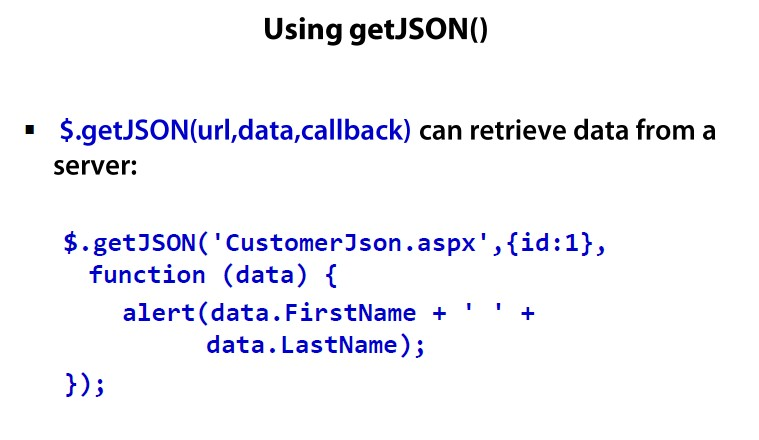 Using getJSON()
▪ $.getJSON(url,data,callback) can retrieve data from a
server:
$.getJSON('CustomerJson.aspx',{id:1},
function (data) {
alert(data.FirstName + ' ' +
data.LastName);
});